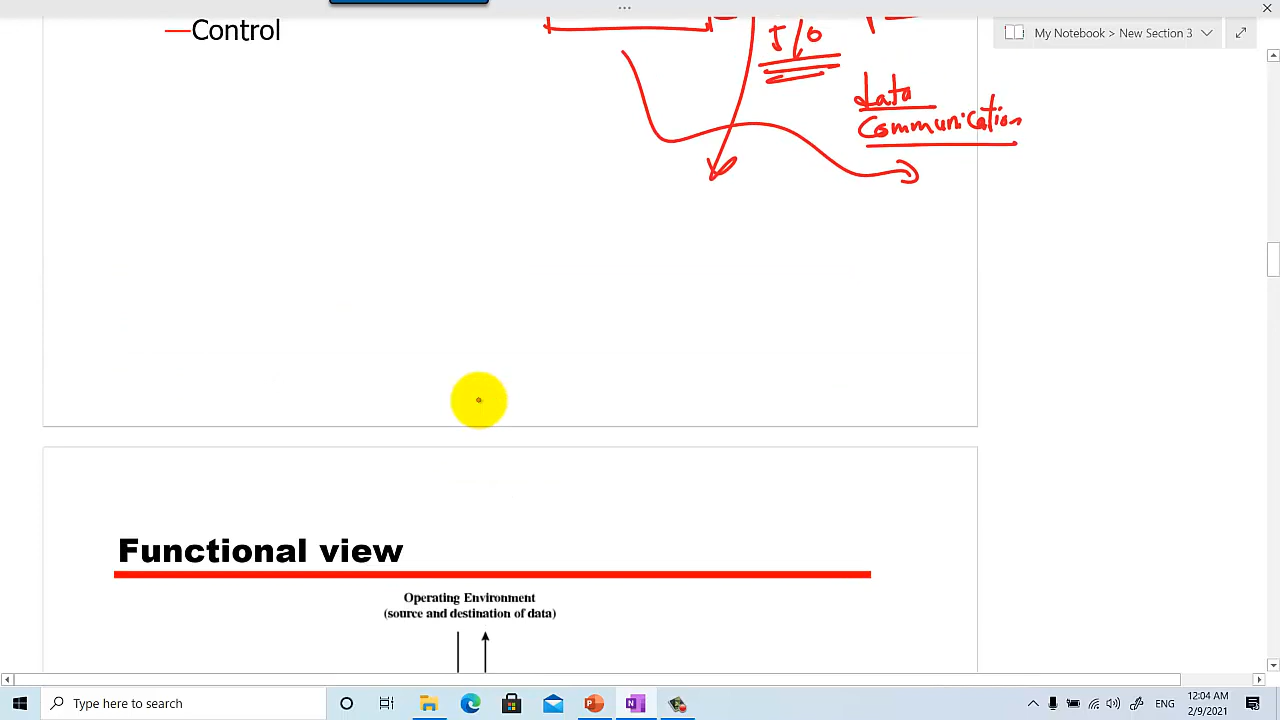 —Control
I/O
data
Communication
My Notebook > New Section 3
Functional view
Operating Environment
(source and destination of data)
Type here to search
ENG
12:04 AM
2/9/2021